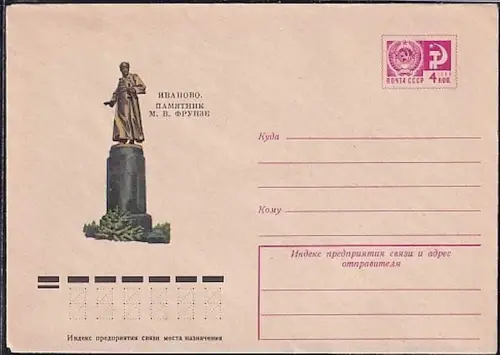 ИВАНОВО.
ПАМЯТНИК
М. В. ФРУНЗЕ
ПОЧТА СССР
4 КОП.
Куда
Кому
Индекс предприятия связи и адрес
отправителя
Индекс предприятия связи места назначения